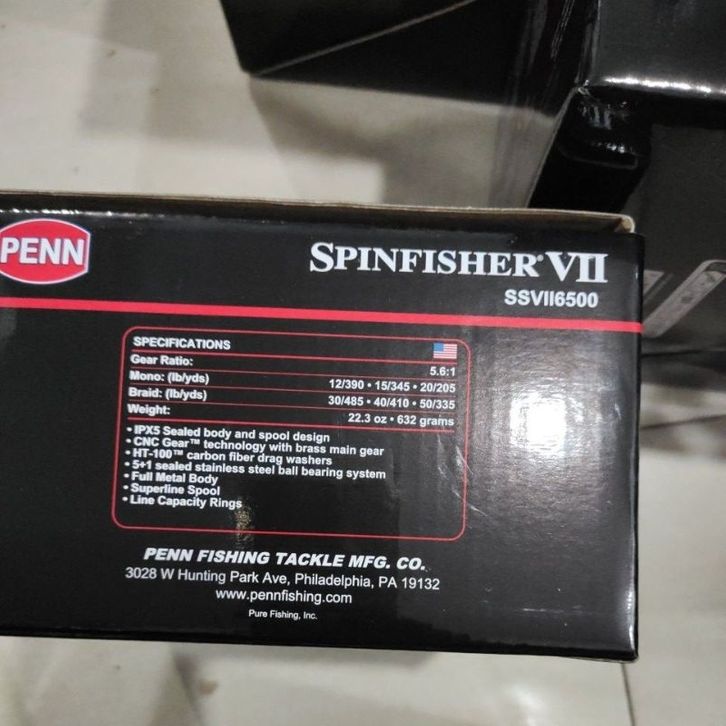 PENN
SPINFISHER® VII
SSVII6500
SPECIFICATIONS
Gear Ratio: 5.6:1
Mono: (lb/yds) 12/390 • 15/345 • 20/205
Braid: (lb/yds) 30/485 • 40/410 • 50/335
Weight: 22.3 oz • 632 grams
• IPX5 Sealed body and spool design
• CNC Gear™ technology with brass main gear
• HT-100™ carbon fiber drag washers
• 5+1 sealed stainless steel ball bearing system
• Full Metal Body
• Superline Spool
• Line Capacity Rings
PENN FISHING TACKLE MFG. CO.
3028 W Hunting Park Ave, Philadelphia, PA 19132
www.pennfishing.com
Pure Fishing, Inc.